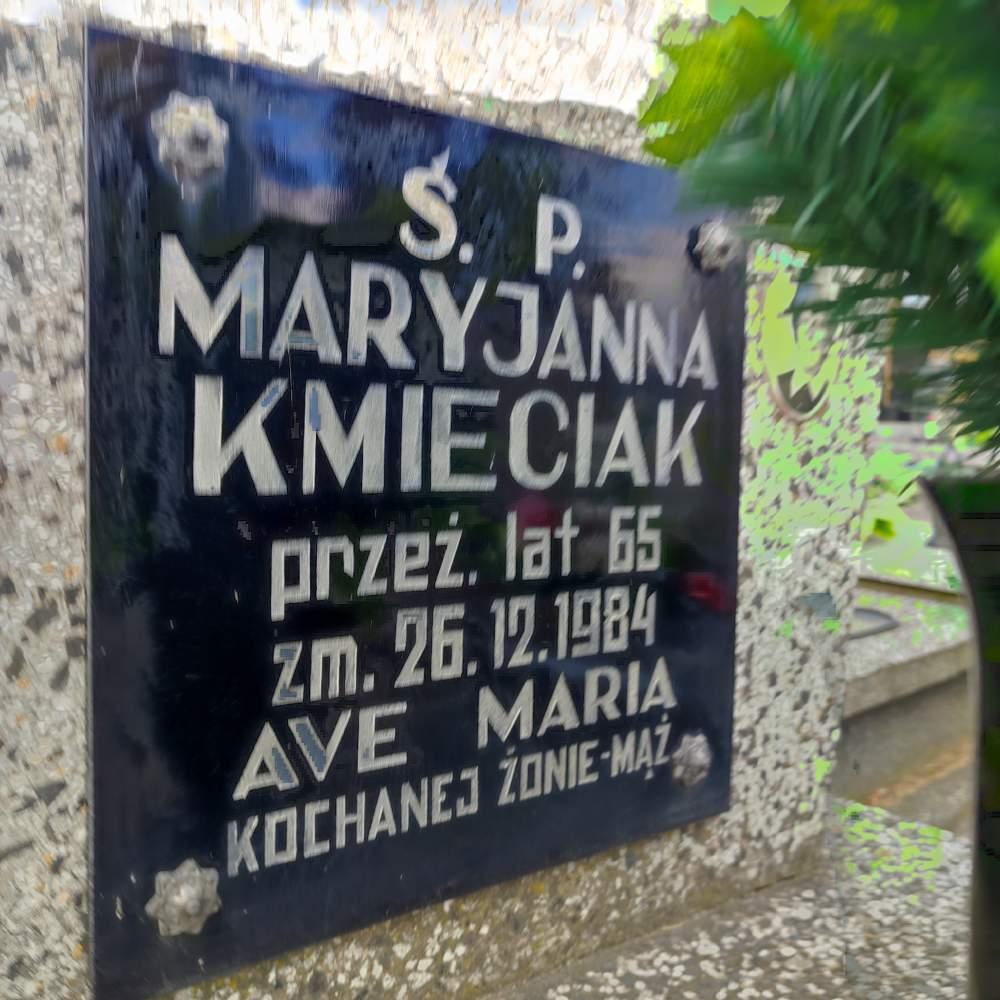 Ś. P.
MARYJANNA
KMIECIAK
przeż. lat 65
zm. 26.12.1984
AVE MARIA
KOCHANEJ ŻONIE-MĄŻ